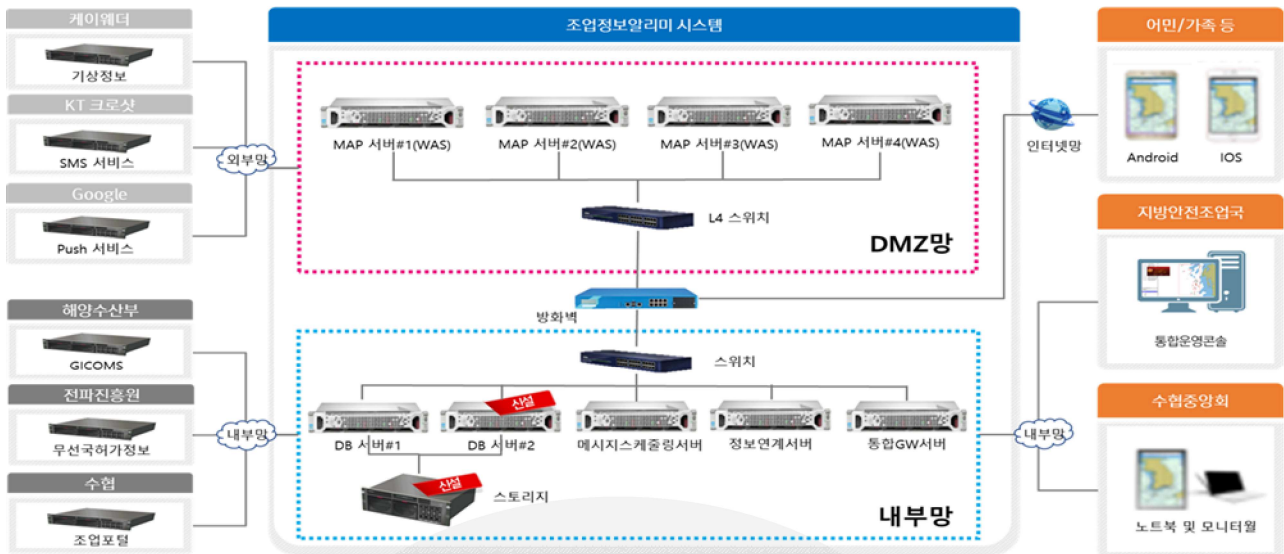 케이웨더
기상정보
KT 크로샷
SMS 서비스
Google
Push 서비스
외부망
해양수산부
GICOMS
전파진흥원
무선국허가정보
수협
조업포털
내부망
조업정보알리미 시스템
MAP 서버#1(WAS)
MAP 서버#2(WAS)
MAP 서버#3(WAS)
MAP 서버#4(WAS)
L4 스위치
DMZ망
방화벽
스위치
신설
DB 서버#1
DB 서버#2
메시지스케줄링서버
정보연계서버
통합GW서버
신설
스토리지
내부망
인터넷망
내부망
어민/가족 등
Android
IOS
지방안전조업국
통합운영콘솔
수협중앙회
노트북 및 모니터월